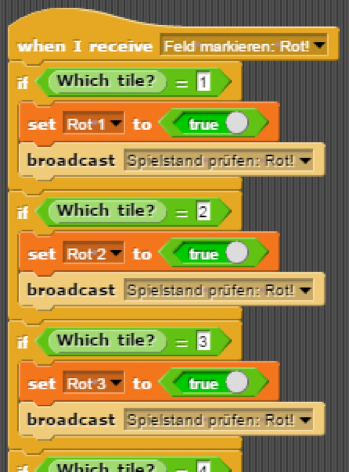 when I receive Feld markieren: Rot!
if Which tile? = 1
set Rot 1 to true
broadcast Spielstand prüfen: Rot!
if Which tile? = 2
set Rot 2 to true
broadcast Spielstand prüfen: Rot!
if Which tile? = 3
set Rot 3 to true
broadcast Spielstand prüfen: Rot!
if Which tile? = 4